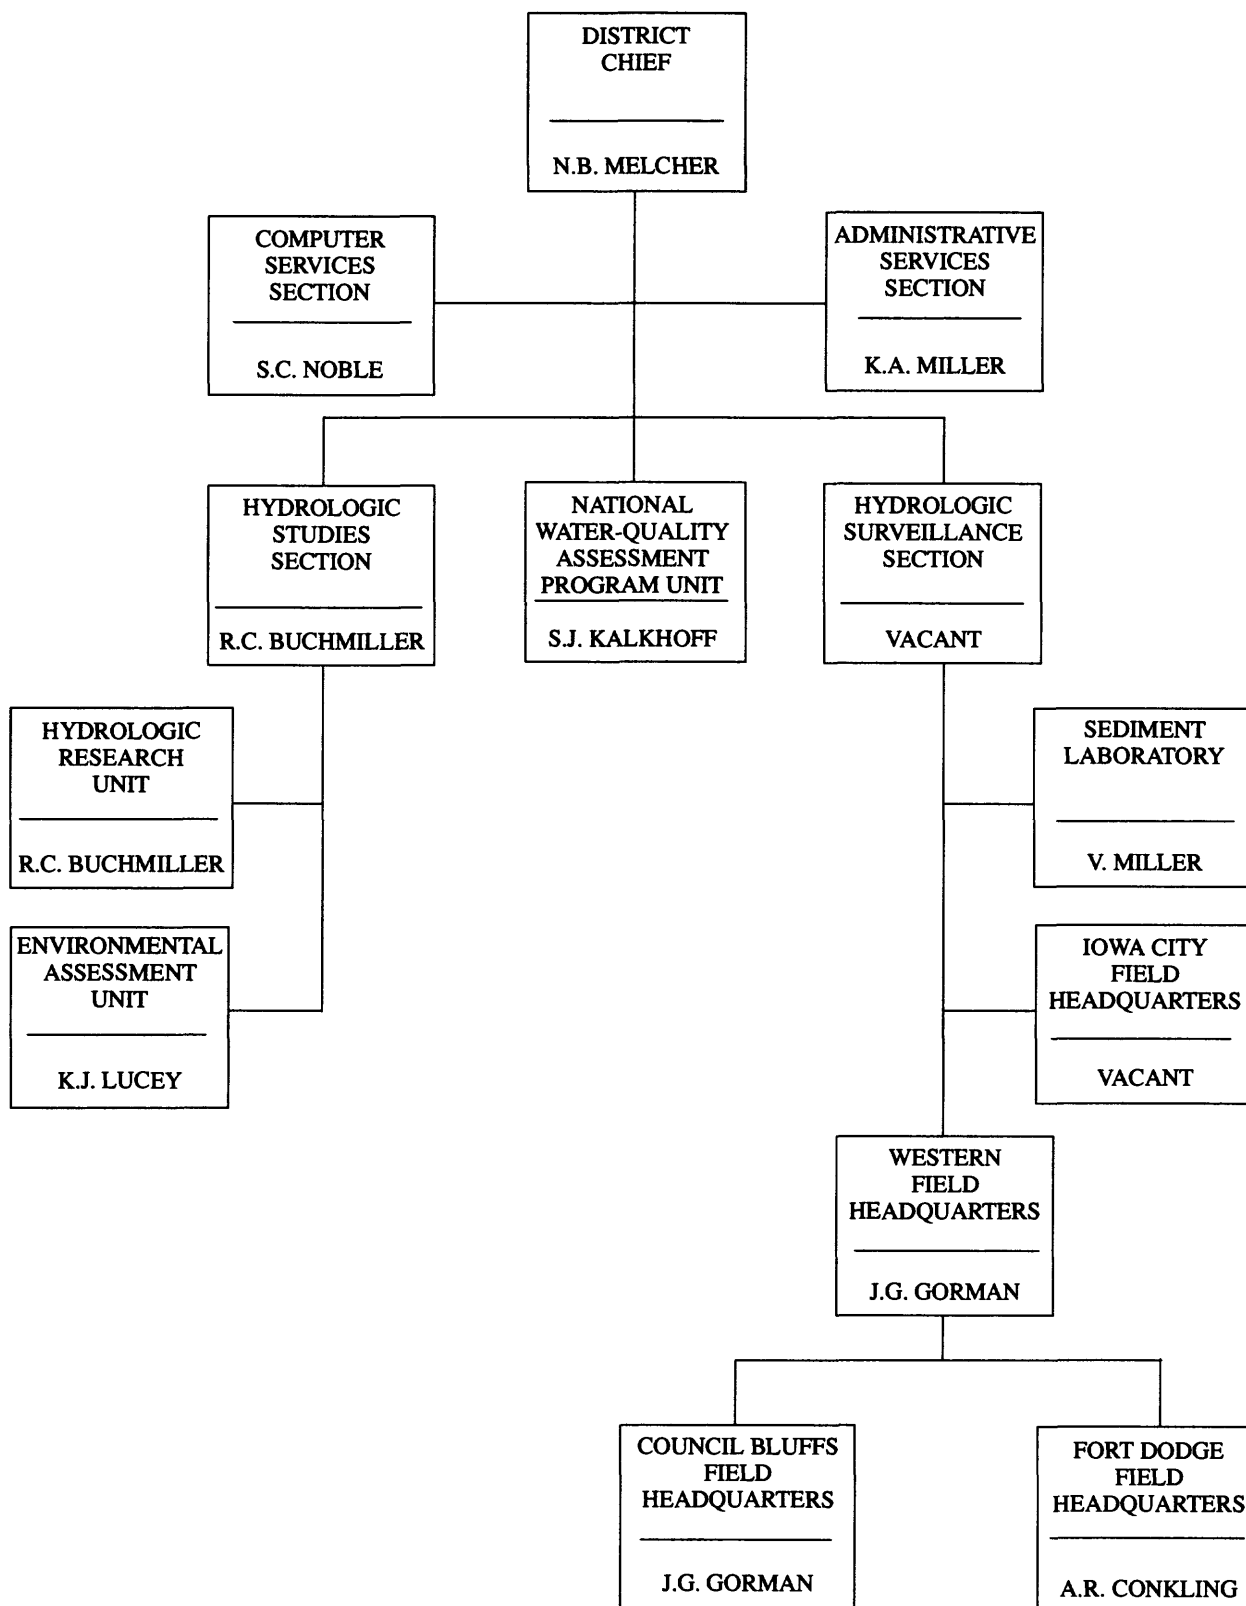 DISTRICT
CHIEF
N.B. MELCHER
COMPUTER
SERVICES
SECTION
S.C. NOBLE
ADMINISTRATIVE
SERVICES
SECTION
K.A. MILLER
HYDROLOGIC
STUDIES
SECTION
R.C. BUCHMILLER
NATIONAL
WATER-QUALITY
ASSESSMENT
PROGRAM UNIT
S.J. KALKHOFF
HYDROLOGIC
SURVEILLANCE
SECTION
VACANT
HYDROLOGIC
RESEARCH
UNIT
R.C. BUCHMILLER
SEDIMENT
LABORATORY
V. MILLER
ENVIRONMENTAL
ASSESSMENT
UNIT
K.J. LUCEY
IOWA CITY
FIELD
HEADQUARTERS
VACANT
WESTERN
FIELD
HEADQUARTERS
J.G. GORMAN
COUNCIL BLUFFS
FIELD
HEADQUARTERS
J.G. GORMAN
FORT DODGE
FIELD
HEADQUARTERS
A.R. CONKLING